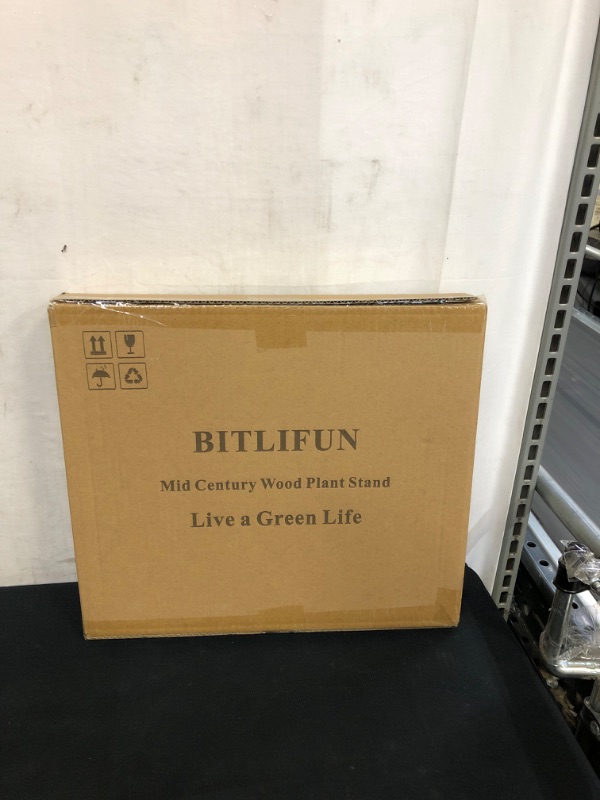 BITLIFUN
Mid Century Wood Plant Stand
Live a Green Life